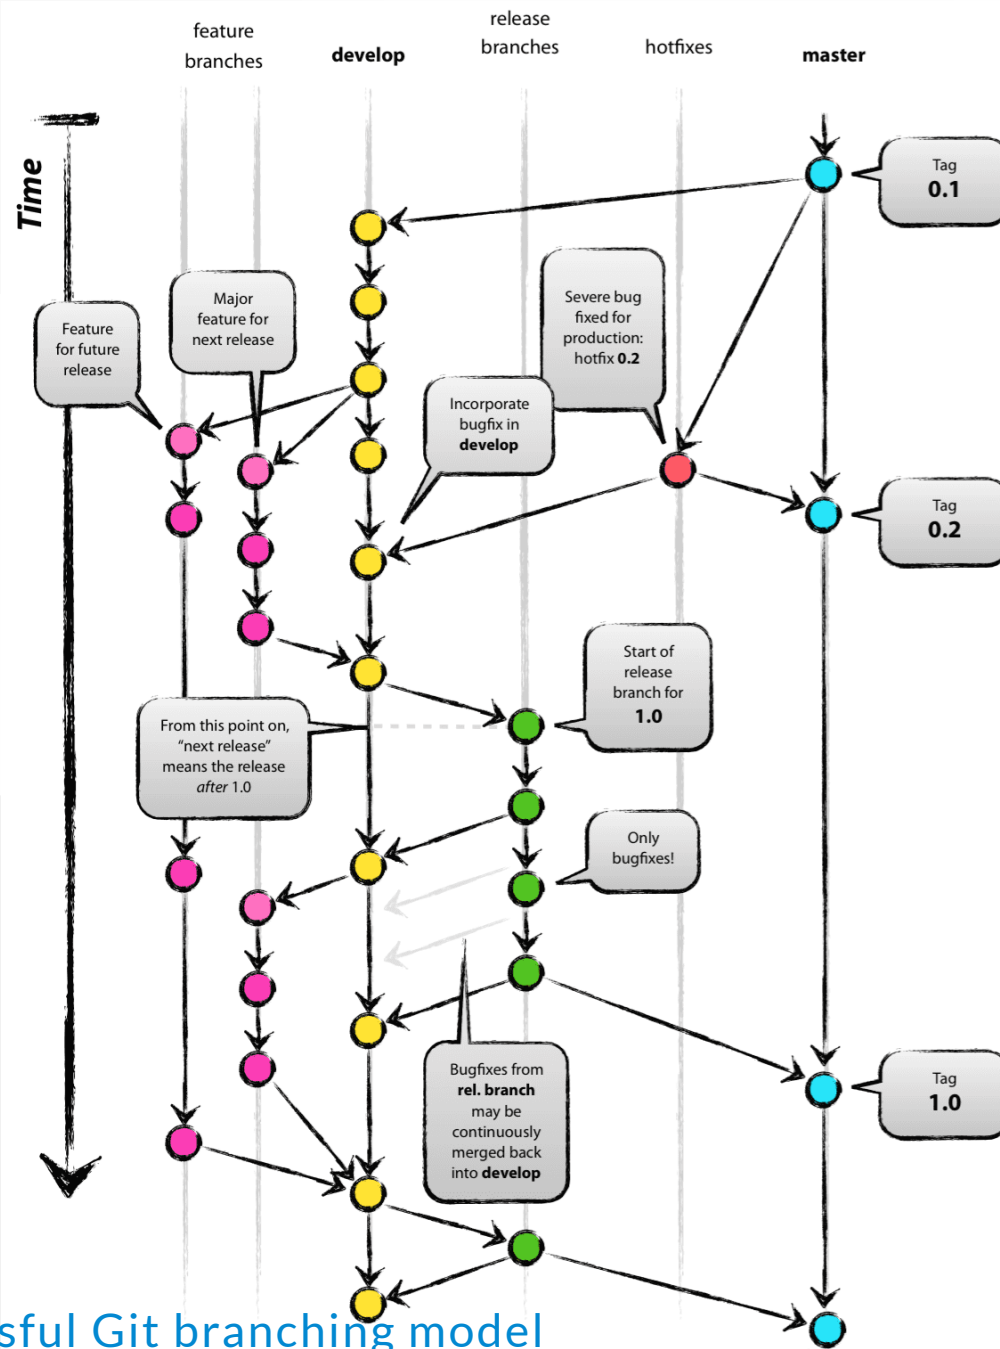 feature
branches
develop
release
branches
hotfixes
master
Time
Tag
0.1
Major
feature for
next release
Feature
for future
release
Severe bug
fixed for
production:
hotfix 0.2
Incorporate
bugfix in
develop
Tag
0.2
Start of
release
branch for
1.0
From this point on,
“next release”
means the release
after 1.0
Only
bugfixes!
Bugfixes from
rel. branch
may be
continuously
merged back
into develop
Tag
1.0
sful Git branching model